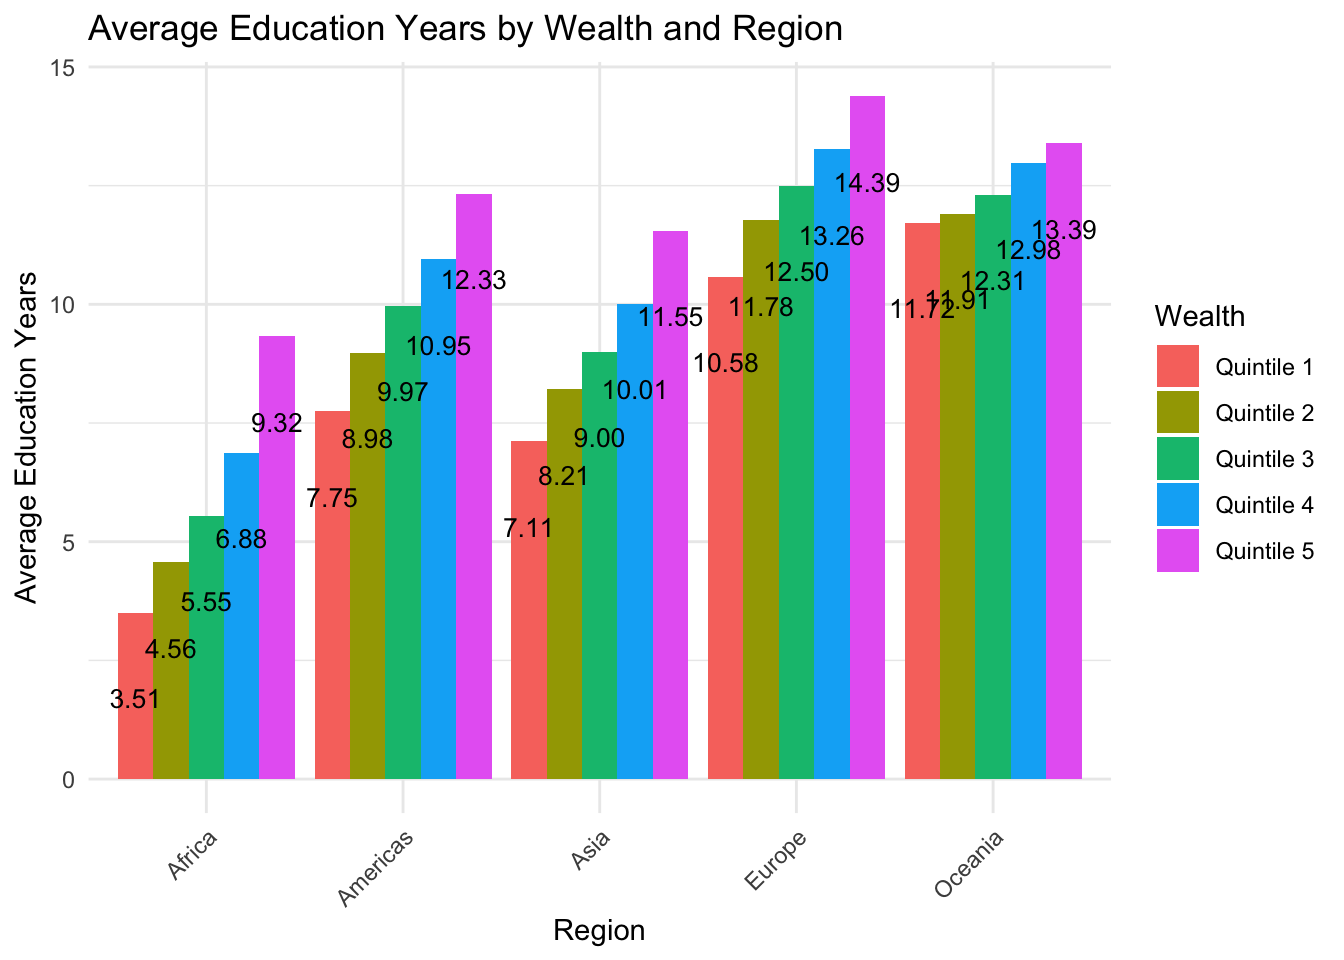 Average Education Years by Wealth and Region
Average Education Years
15
10
5
0
3.51
4.56
5.55
6.88
9.32
7.75
8.98
9.97
10.95
12.33
7.11
8.21
9.00
10.01
11.55
10.58
11.78
12.50
13.26
14.39
11.72
11.91
12.31
12.98
13.39
Africa
Americas
Asia
Europe
Oceania
Region
Wealth
Quintile 1
Quintile 2
Quintile 3
Quintile 4
Quintile 5